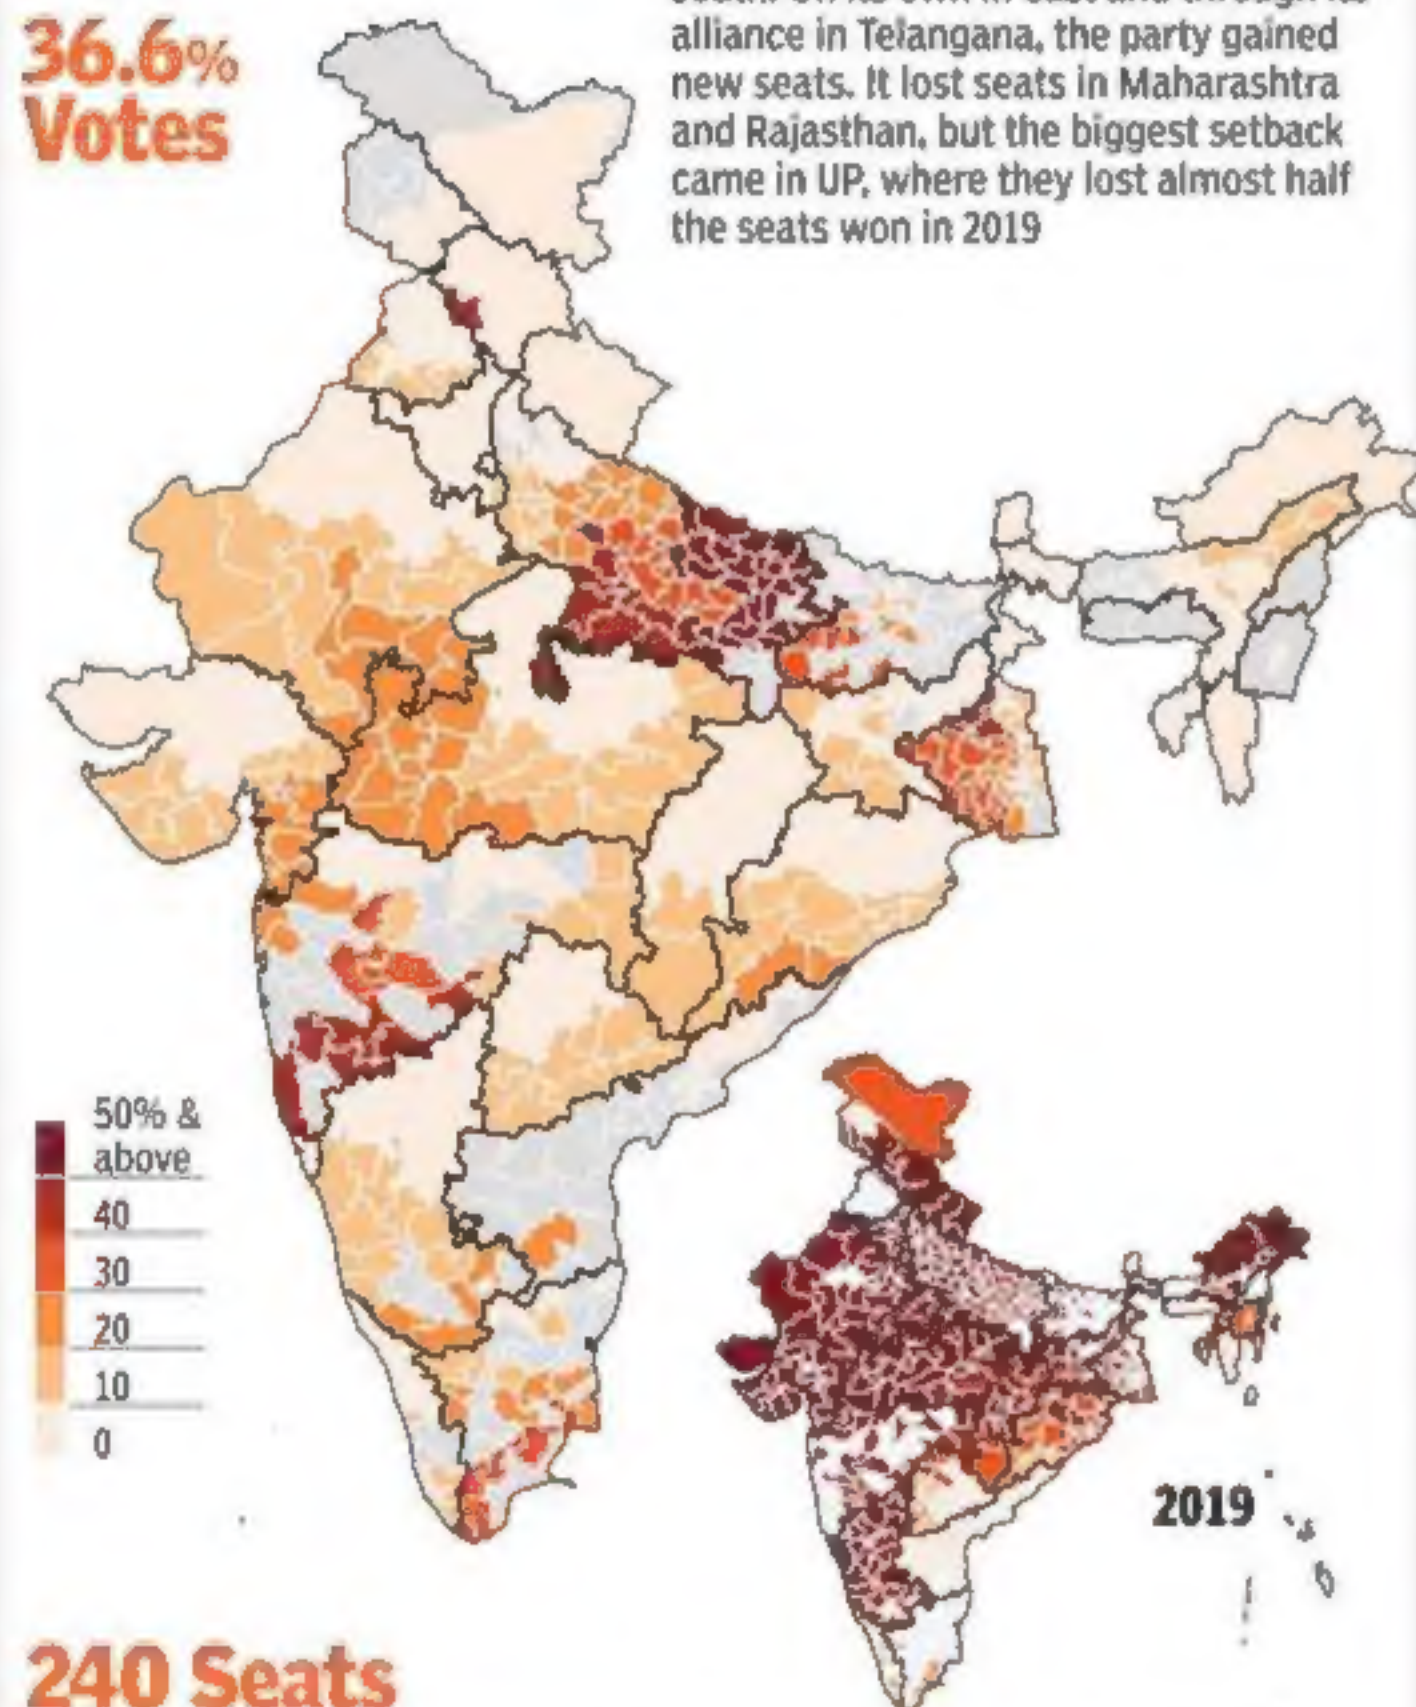 36.6%
Votes
alliance in Telangana, the party gained
new seats. It lost seats in Maharashtra
and Rajasthan, but the biggest setback
came in UP, where they lost almost half
the seats won in 2019
50% &
above
40
30
20
10
0
2019
240 Seats